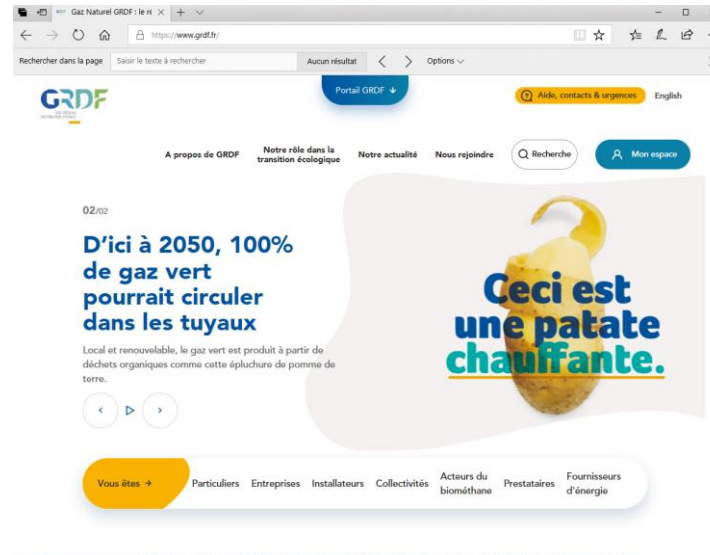 Gaz Naturel GRDF : le ré
https://www.grdf.fr/
Rechercher dans la page
Saisir le texte à rechercher
Aucun résultat
Options
Portail GRDF
Aide, contacts & urgences
English
GRDF
A propos de GRDF
Notre rôle dans la
transition écologique
Notre actualité
Nous rejoindre
Recherche
Mon espace
02/02
D'ici à 2050, 100%
de gaz vert
pourrait circuler
dans les tuyaux
Local et renouvelable, le gaz vert est produit à partir de
déchets organiques comme cette épluchure de pomme de
terre.
Ceci est
une patate
chauffante.
Vous êtes
Particuliers
Entreprises
Installateurs
Collectivités
Acteurs du
biométhane
Prestataires
Fournisseurs
d'énergie